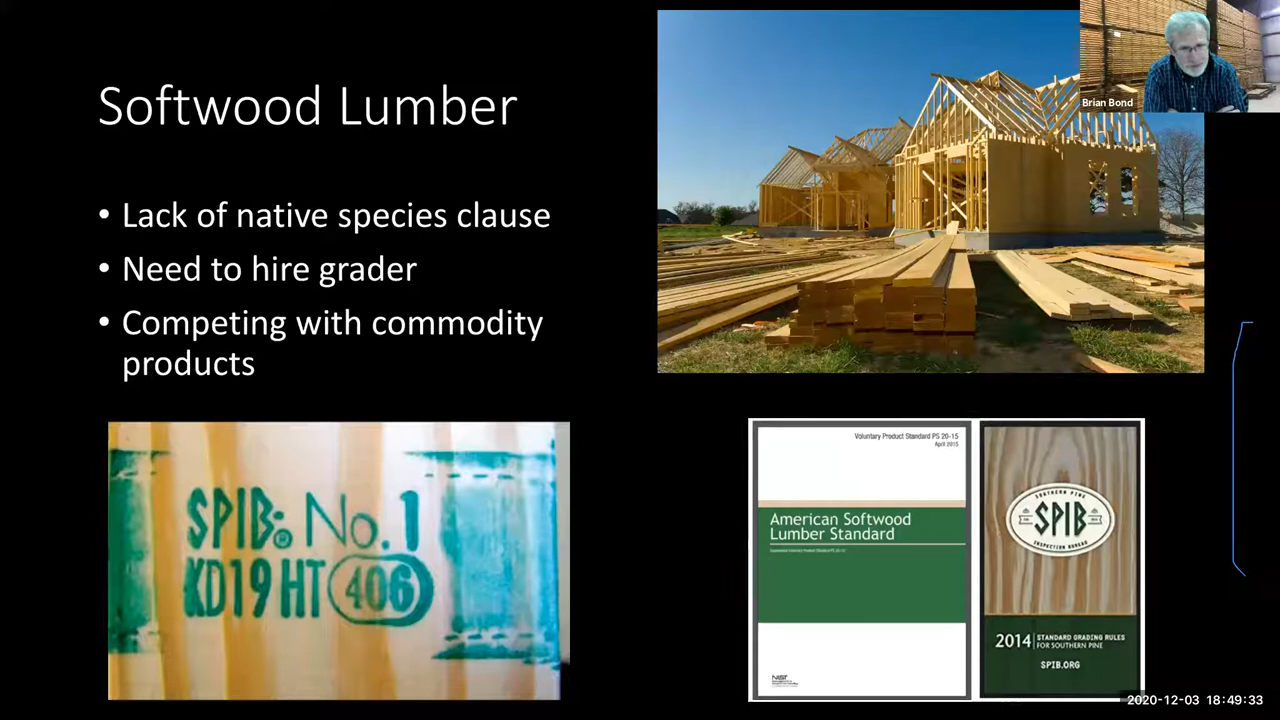 Softwood Lumber
• Lack of native species clause
• Need to hire grader
• Competing with commodity
products
Brian Bond
SPIB: ® No. 1
KD19 HT 406
Voluntary Product Standard PS 20-15
April 2015
American Softwood
Lumber Standard
NIST
SOUTHERN PINE
SPIB
INSPECTION BUREAU
2014 STANDARD GRADING RULES
FOR SOUTHERN PINE
SPIB.ORG
2020-12-03 18:49:33